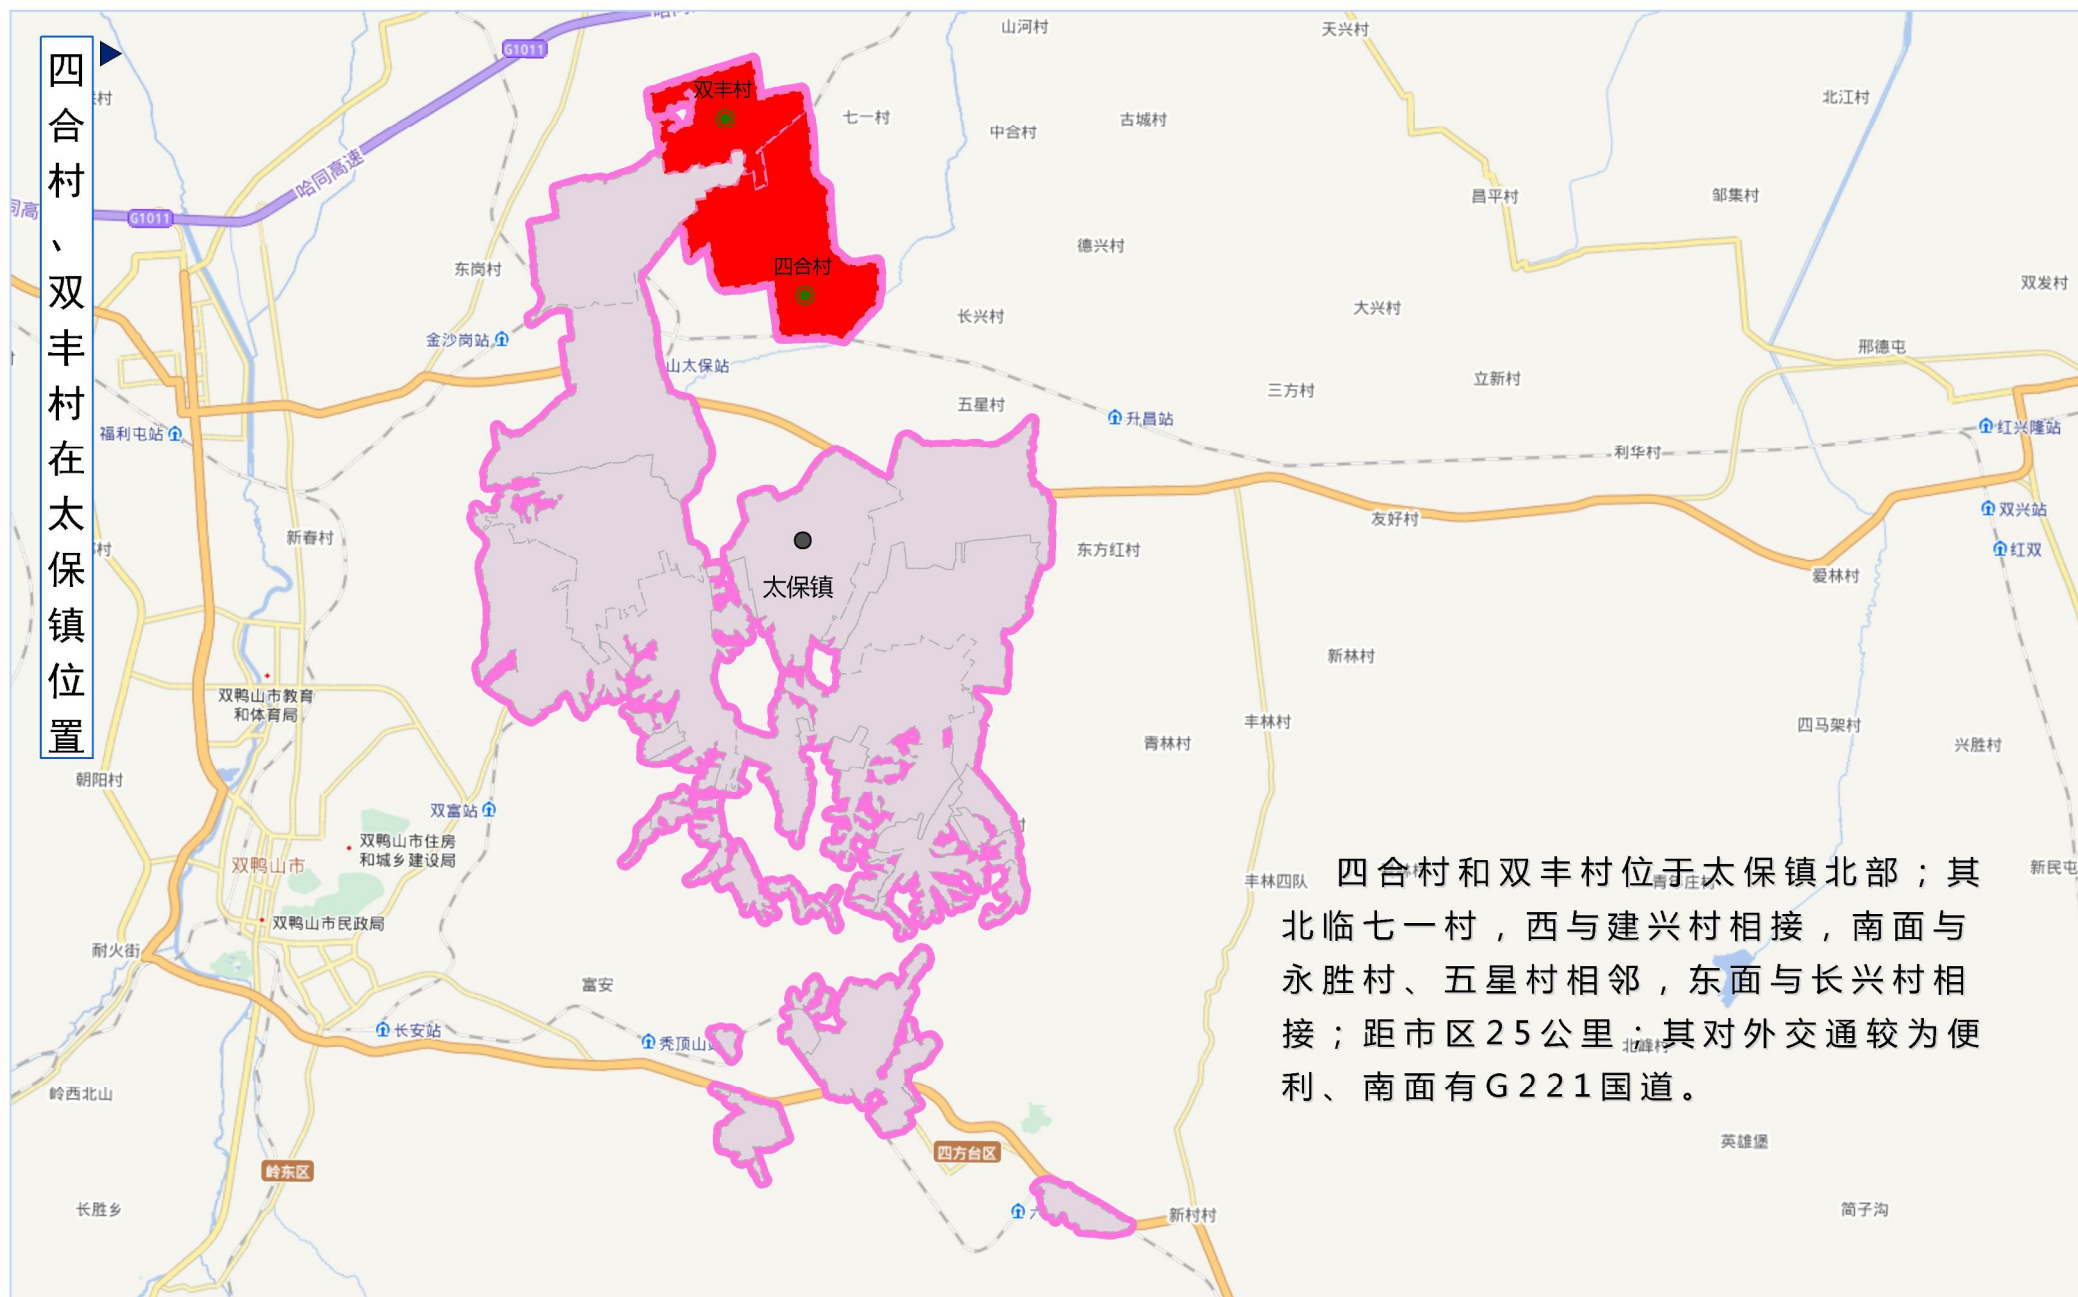 四合村、双丰村在太保镇位置
哈同高速
G1011
山河村
天兴村
双丰村
七一村
中合村
古城村
北江村
哈同高速
G1011
昌平村
邹集村
德兴村
东岗村
四合村
双发村
长兴村
大兴村
金沙岗站
邢德屯
山太保站
三方村
立新村
五星村
升昌站
福利屯站
红兴隆站
利华村
双兴站
友好村
新春村
东方红村
红双
太保镇
爱林村
新林村
双鸭山市教育
和体育局
丰林村
四马架村
青林村
兴胜村
朝阳村
双富站
双鸭山市住房
和城乡建设局
双鸭山市
丰林四队
青年庄村
新民屯
双鸭山市民政局
耐火街
富安
长安站
秃顶山
北峰村
岭西北山
英雄堡
四方台区
岭东区
长胜乡
新村村
简子沟
四合村和双丰村位于太保镇北部；其
北临七一村，西与建兴村相接，南面与
永胜村、五星村相邻，东面与长兴村相
接；距市区25公里；其对外交通较为便
利、南面有G221国道。